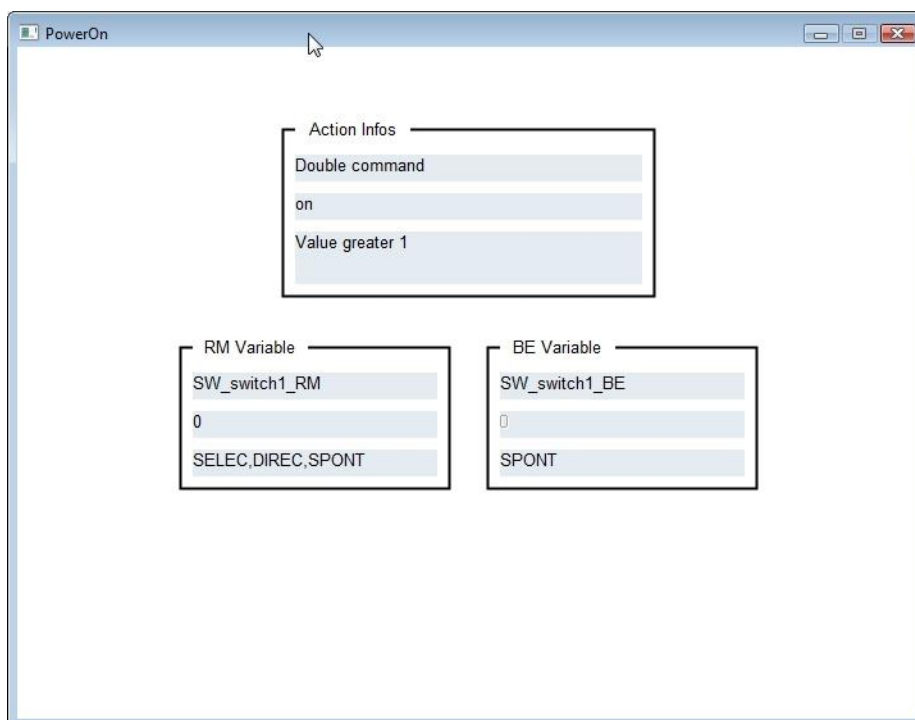 PowerOn
Action Infos
Double command
on
Value greater 1
RM Variable
SW_switch1_RM
0
SELEC,DIREC,SPONT
BE Variable
SW_switch1_BE
0
SPONT